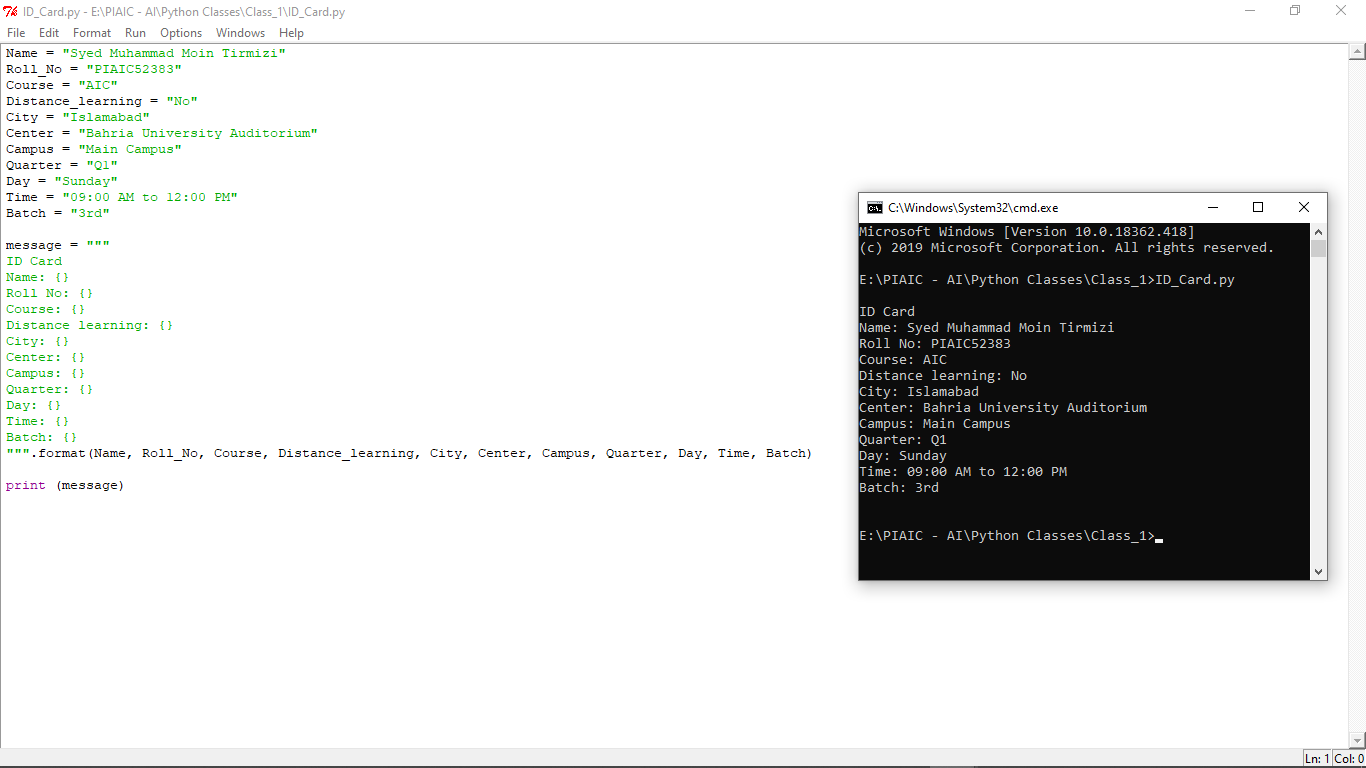 ID_Card.py - E:\PIAIC - AI\Python Classes\Class_1\ID_Card.py
File Edit Format Run Options Windows Help
Name = "Syed Muhammad Moin Tirmizi"
Roll_No = "PIAIC52383"
Course = "AIC"
Distance_learning = "No"
City = "Islamabad"
Center = "Bahria University Auditorium"
Campus = "Main Campus"
Quarter = "Q1"
Day = "Sunday"
Time = "09:00 AM to 12:00 PM"
Batch = "3rd"
message = """
ID Card
Name: {}
Roll No: {}
Course: {}
Distance learning: {}
City: {}
Center: {}
Campus: {}
Quarter: {}
Day: {}
Time: {}
Batch: {}
""".format(Name, Roll_No, Course, Distance_learning, City, Center, Campus, Quarter, Day, Time, Batch)
print (message)
C:\Windows\System32\cmd.exe
Microsoft Windows [Version 10.0.18362.418]
(c) 2019 Microsoft Corporation. All rights reserved.
E:\PIAIC - AI\Python Classes\Class_1>ID_Card.py
ID Card
Name: Syed Muhammad Moin Tirmizi
Roll No: PIAIC52383
Course: AIC
Distance learning: No
City: Islamabad
Center: Bahria University Auditorium
Campus: Main Campus
Quarter: Q1
Day: Sunday
Time: 09:00 AM to 12:00 PM
Batch: 3rd
E:\PIAIC - AI\Python Classes\Class_1>
Ln: 1 Col: 0